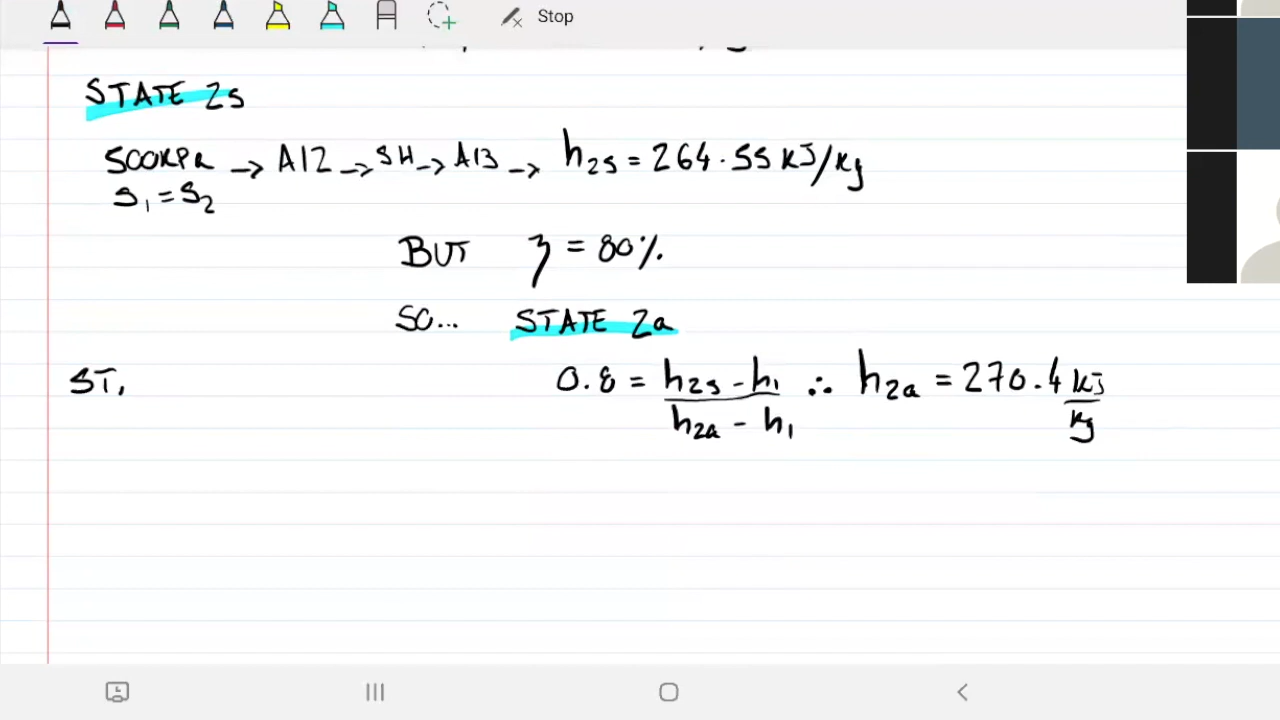 Stop
STATE 2s
500KPa → A12 → SH → A13 → h2s = 264.55 kJ/kg
S1 = S2
BUT η = 80%
SO... STATE 2a
ST,
0.8 = h2s - h1 / h2a - h1 ∴ h2a = 270.4 kJ/kg